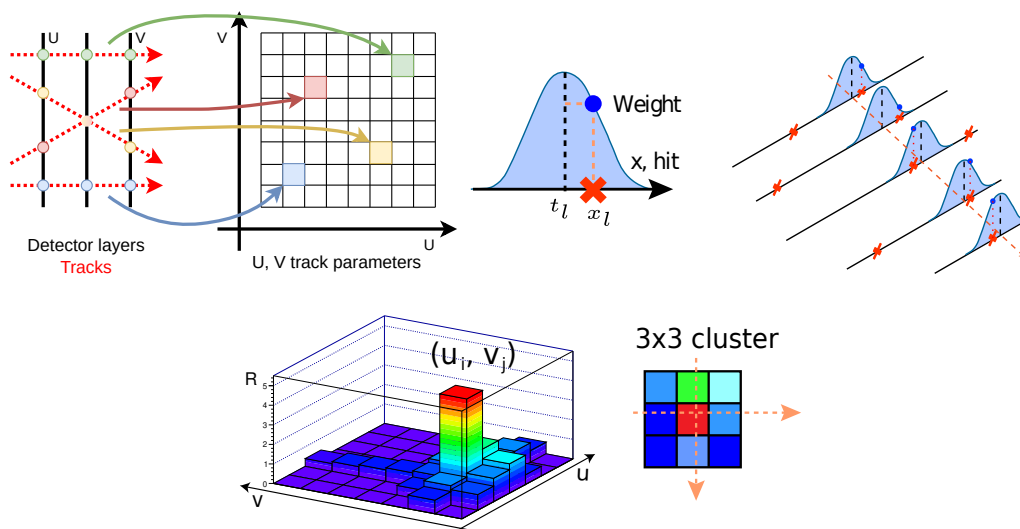 U
V
Detector layers
Tracks
V
U
U, V track parameters
Weight
x, hit
t_l
x_l
(u_i, v_j)
R
5
4
3
2
1
0
v
u
3x3 cluster